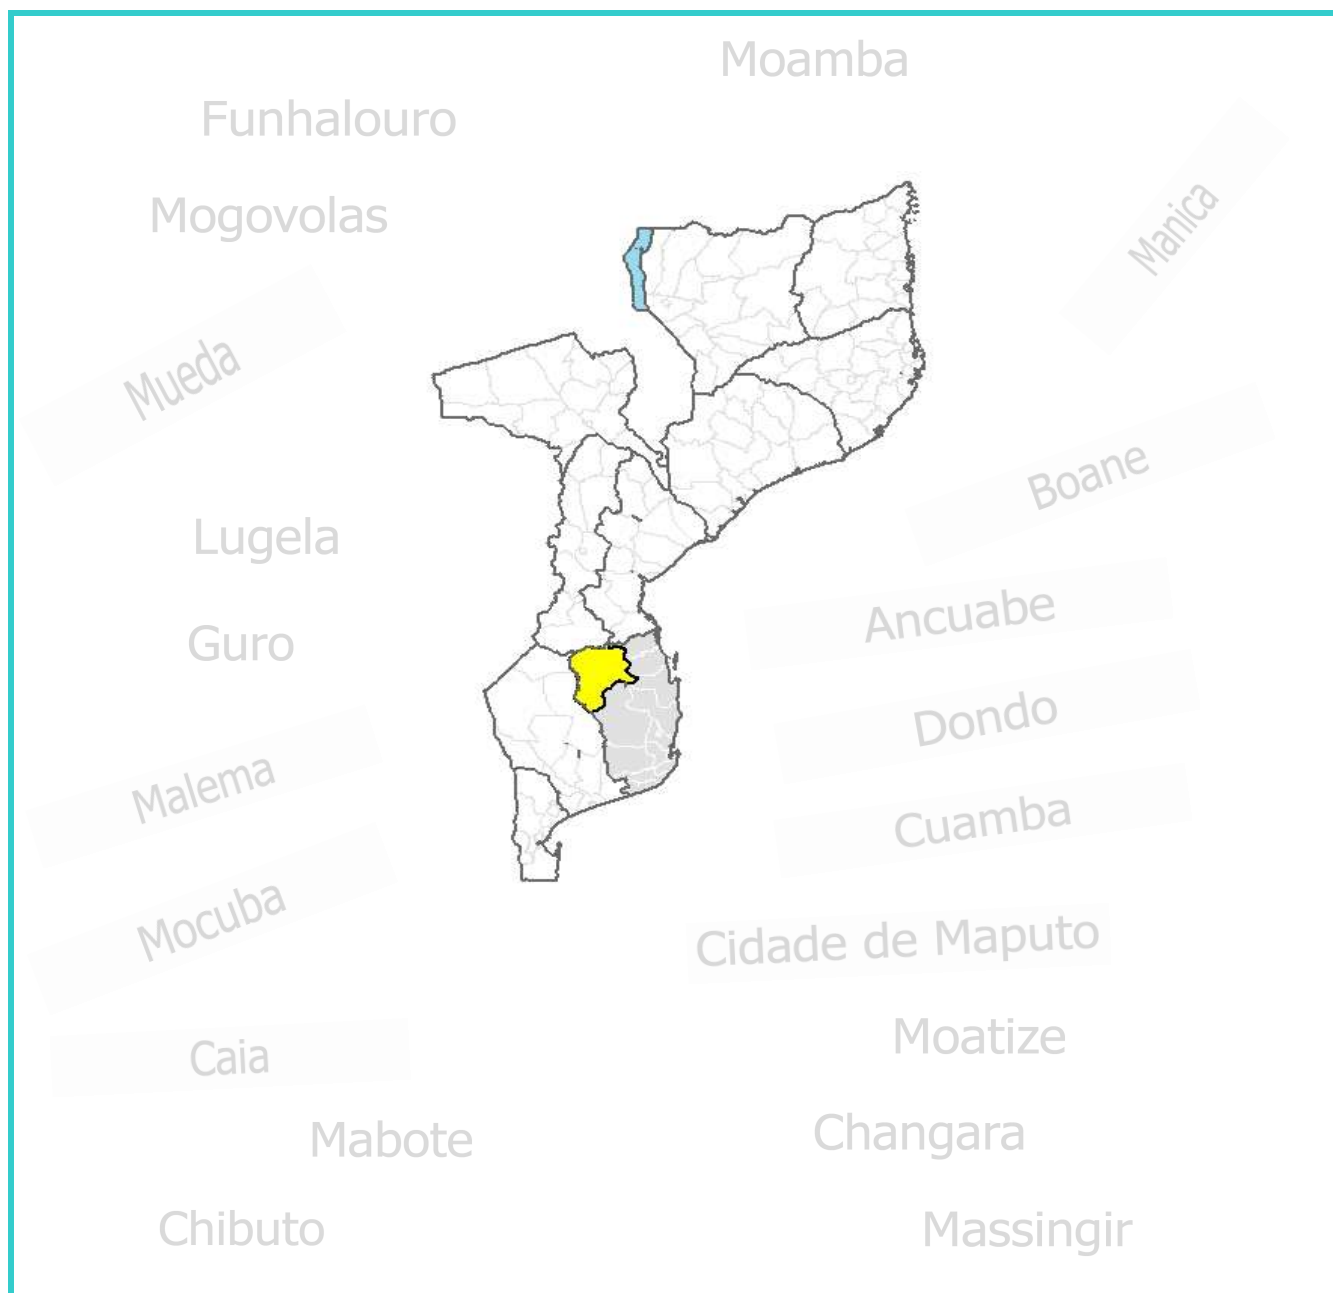 Moamba
Funhalouro
Manica
Mogovolas
Mueda
Boane
Lugela
Ancuabe
Guro
Dondo
Malema
Cuamba
Mocuba
Cidade de Maputo
Moatize
Caia
Changara
Mabote
Chibuto
Massingir